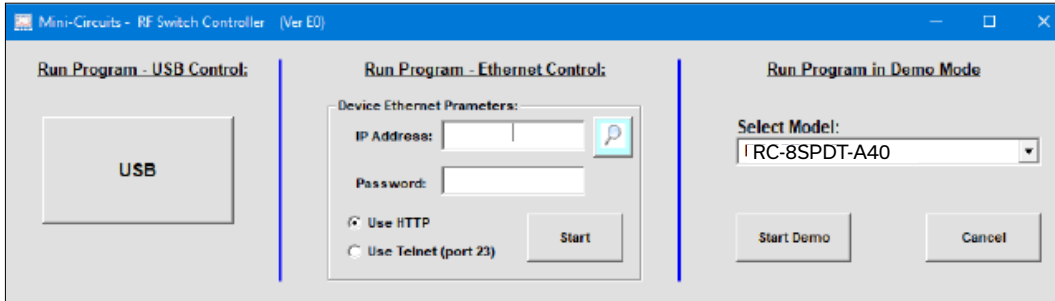 Mini-Circuits - RF Switch Controller (Ver E0)
Run Program - USB Control:
USB
Run Program - Ethernet Control:
Device Ethernet Prameters:
IP Address:
Password:
Use HTTP
Use Telnet (port 23)
Start
Run Program in Demo Mode
Select Model:
RC-8SPDT-A40
Start Demo
Cancel